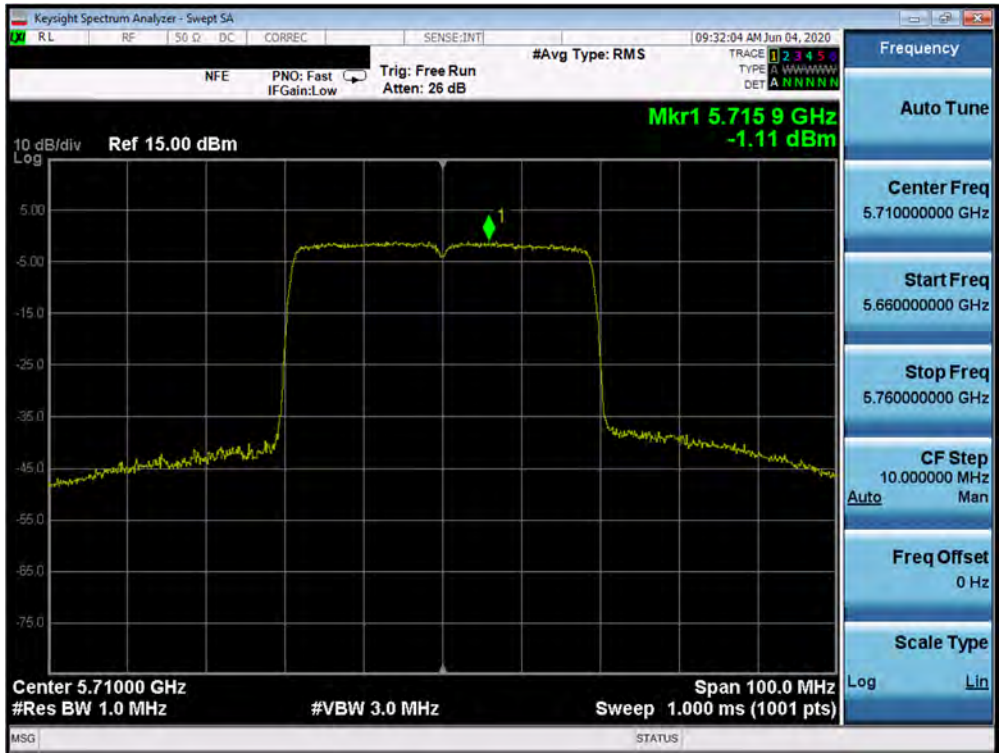 Keysight Spectrum Analyzer - Swept SA
LXI RL RF 50 Ω DC CORREC SENSE:INT 09:32:04 AM Jun 04, 2020
#Avg Type: RMS TRACE 1 2 3 4 5 6
NFE PNO: Fast Trig: Free Run TYPE A WWWWW
IFGain:Low Atten: 26 dB DET A N N N N N
Mkr1 5.715 9 GHz
-1.11 dBm
10 dB/div Ref 15.00 dBm
Log
1
5.00
-5.00
-15.0
-25.0
-35.0
-45.0
-55.0
-65.0
-75.0
Center 5.71000 GHz Span 100.0 MHz
#Res BW 1.0 MHz #VBW 3.0 MHz Sweep 1.000 ms (1001 pts)
MSG STATUS
Frequency
Auto Tune
Center Freq
5.710000000 GHz
Start Freq
5.660000000 GHz
Stop Freq
5.760000000 GHz
CF Step
10.000000 MHz
Auto Man
Freq Offset
0 Hz
Scale Type
Log Lin